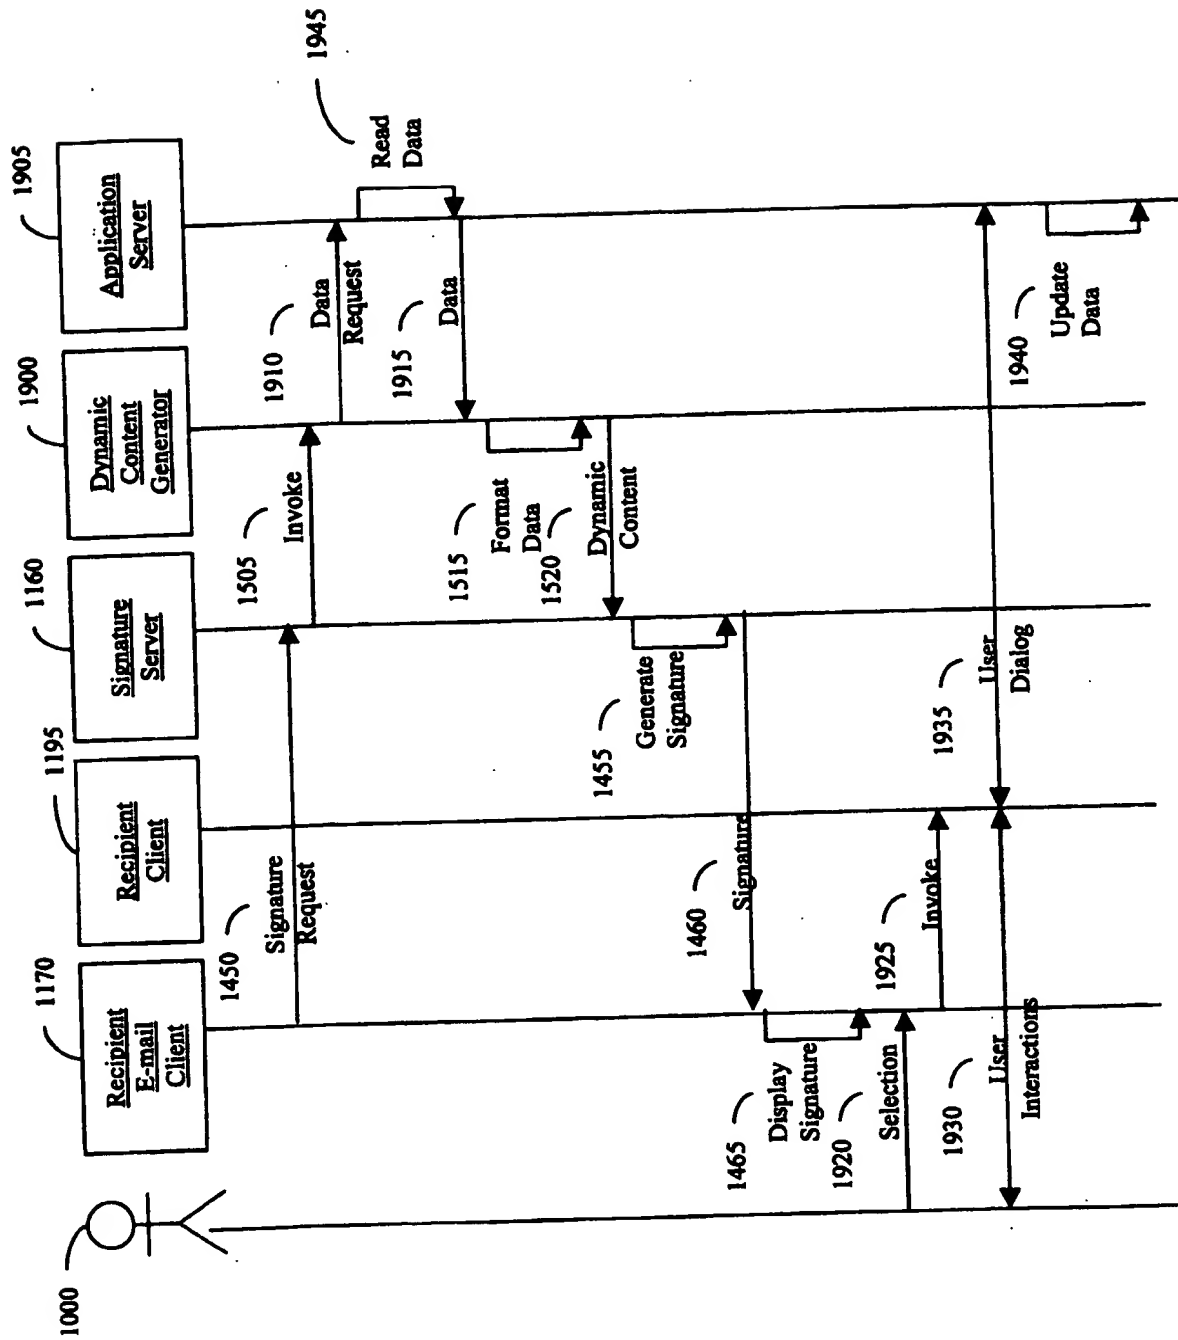 1000
1170
Recipient
E-mail
Client
1195
Recipient
Client
1160
Signature
Server
1900
Dynamic
Content
Generator
1905
Application
Server
1450
Signature
Request
1505
Invoke
1910
Data
Request
1945
Read
Data
1915
Data
1515
Format
Data
1520
Dynamic
Content
1455
Generate
Signature
1460
Signature
1465
Display
Signature
1920
Selection
1925
Invoke
1930
User
Interactions
1935
User
Dialog
1940
Update
Data